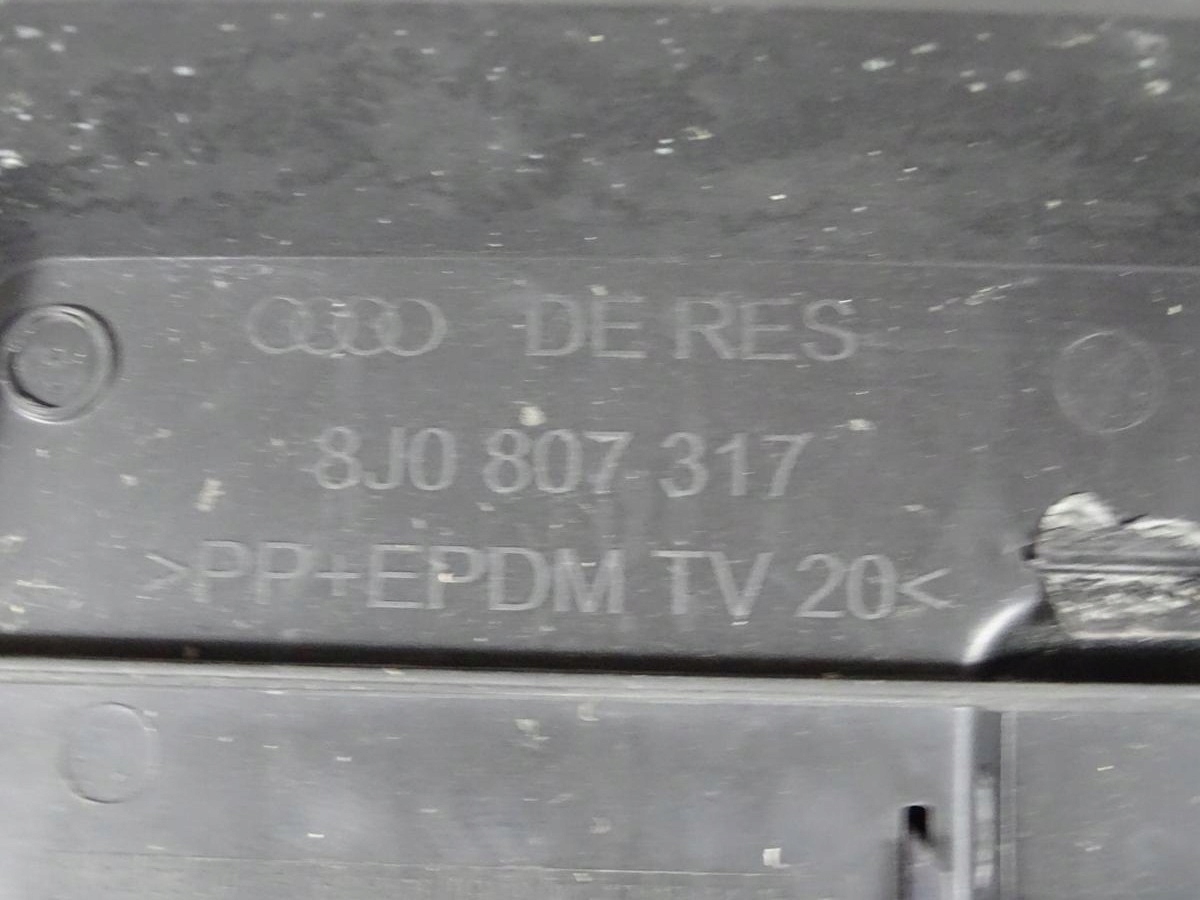 DE RES
8J0 807 317
>PP+EPDM TV 20<